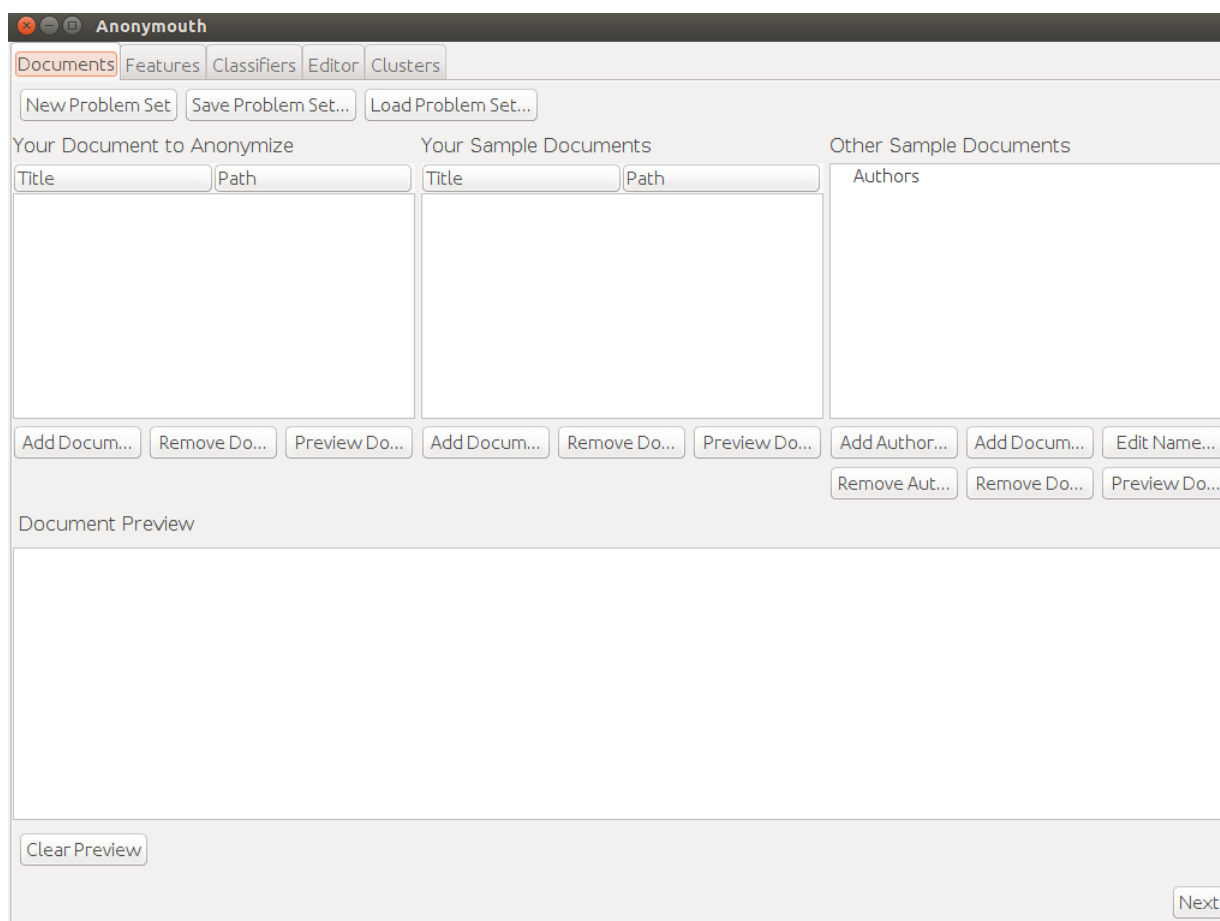 Anonymouth
Documents Features Classifiers Editor Clusters
New Problem Set Save Problem Set... Load Problem Set...
Your Document to Anonymize Your Sample Documents Other Sample Documents
Title Path Title Path Authors
Add Docum... Remove Do... Preview Do... Add Docum... Remove Do... Preview Do... Add Author... Add Docum... Edit Name...
Remove Aut... Remove Do... Preview Do...
Document Preview
Clear Preview
Next